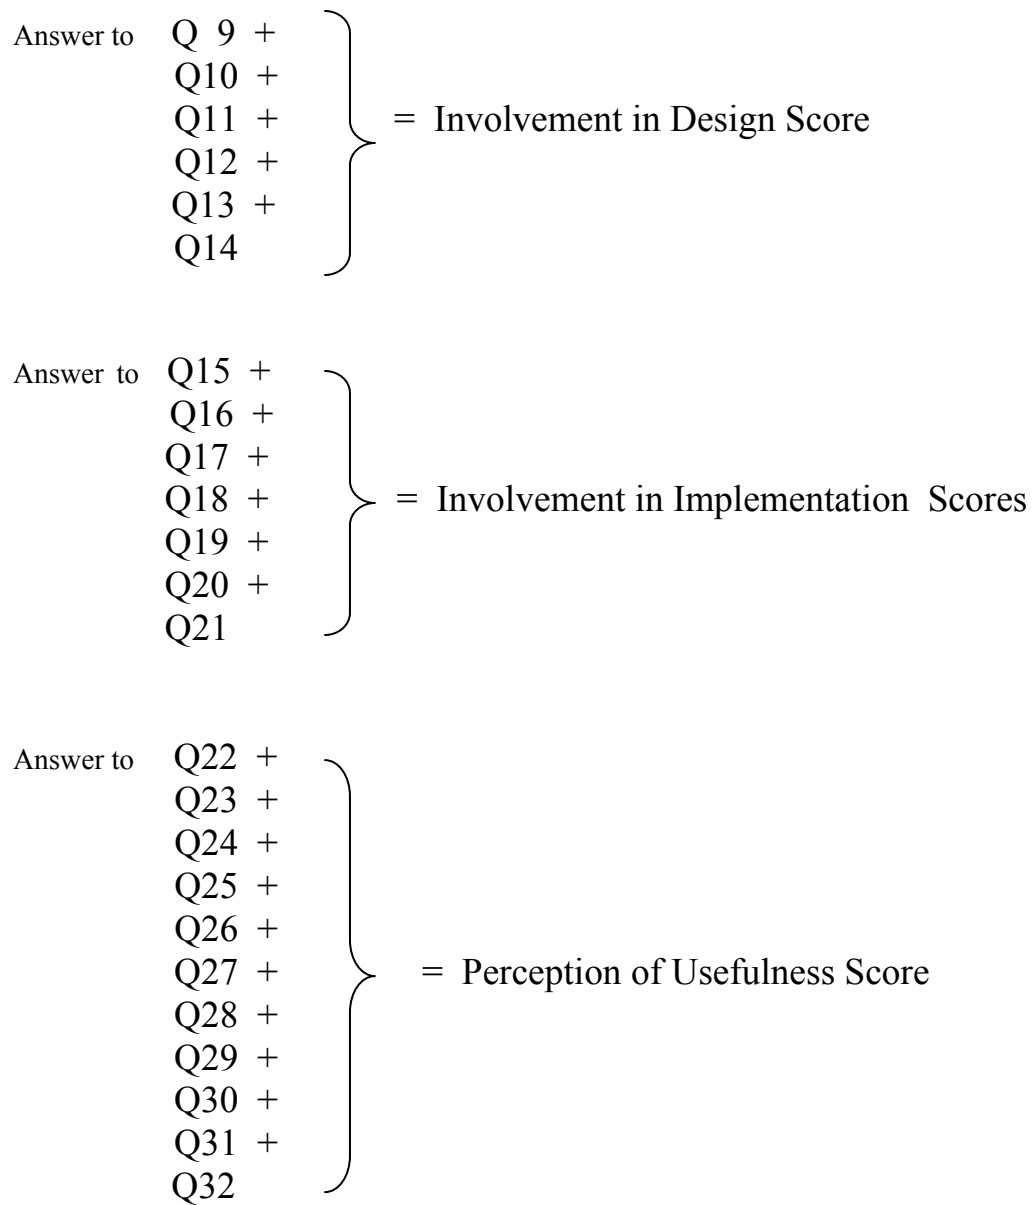 Answer to Q 9 +
Q10 +
Q11 + = Involvement in Design Score
Q12 +
Q13 +
Q14
Answer to Q15 +
Q16 +
Q17 +
Q18 + = Involvement in Implementation Scores
Q19 +
Q20 +
Q21
Answer to Q22 +
Q23 +
Q24 +
Q25 +
Q26 +
Q27 + = Perception of Usefulness Score
Q28 +
Q29 +
Q30 +
Q31 +
Q32